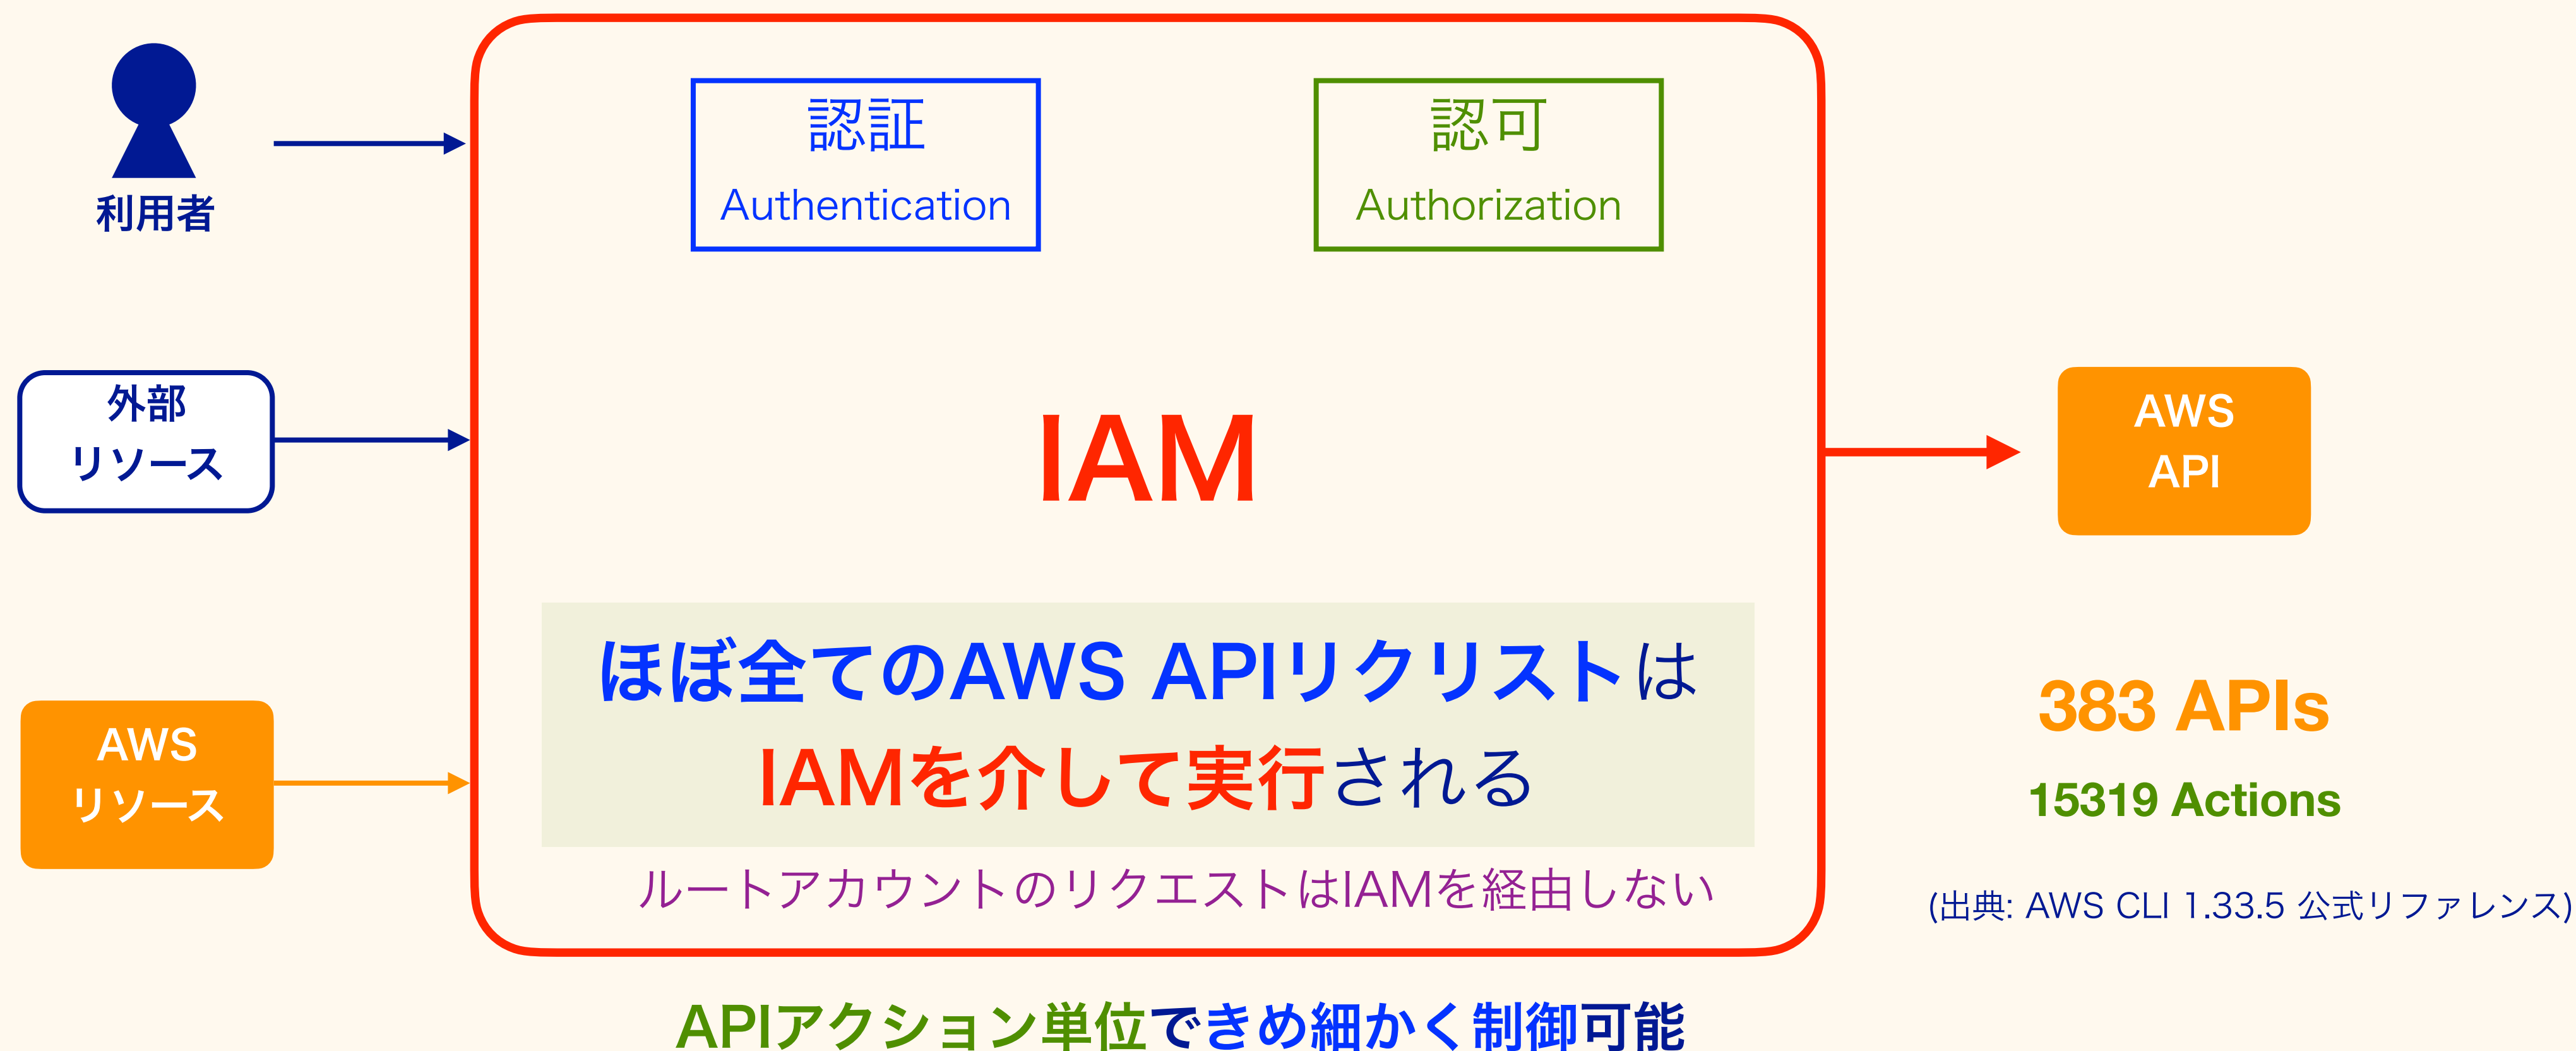 利用者
外部
リソース
AWS
リソース
認証
Authentication
認可
Authorization
IAM
ほぼ全てのAWS APIリクリストは
IAMを介して実行される
ルートアカウントのリクエストはIAMを経由しない
APIアクション単位できめ細かく制御可能
AWS
API
383 APIs
15319 Actions
(出典: AWS CLI 1.33.5 公式リファレンス)